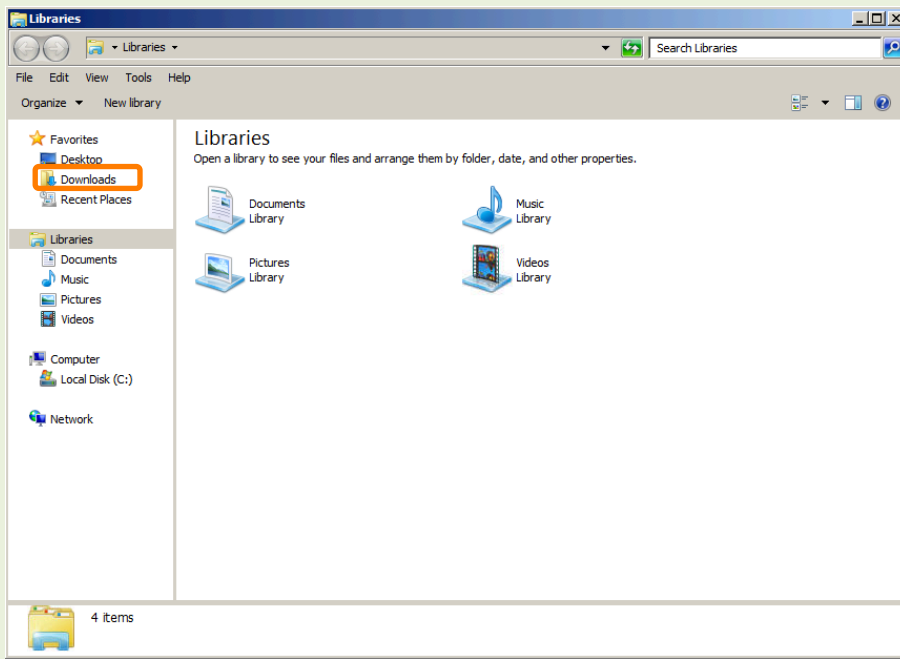 Libraries
Libraries
Search Libraries
File Edit View Tools Help
Organize New library
Favorites
Desktop
Downloads
Recent Places
Libraries
Documents
Music
Pictures
Videos
Computer
Local Disk (C:)
Network
Libraries
Open a library to see your files and arrange them by folder, date, and other properties.
Documents
Library
Music
Library
Pictures
Library
Videos
Library
4 items